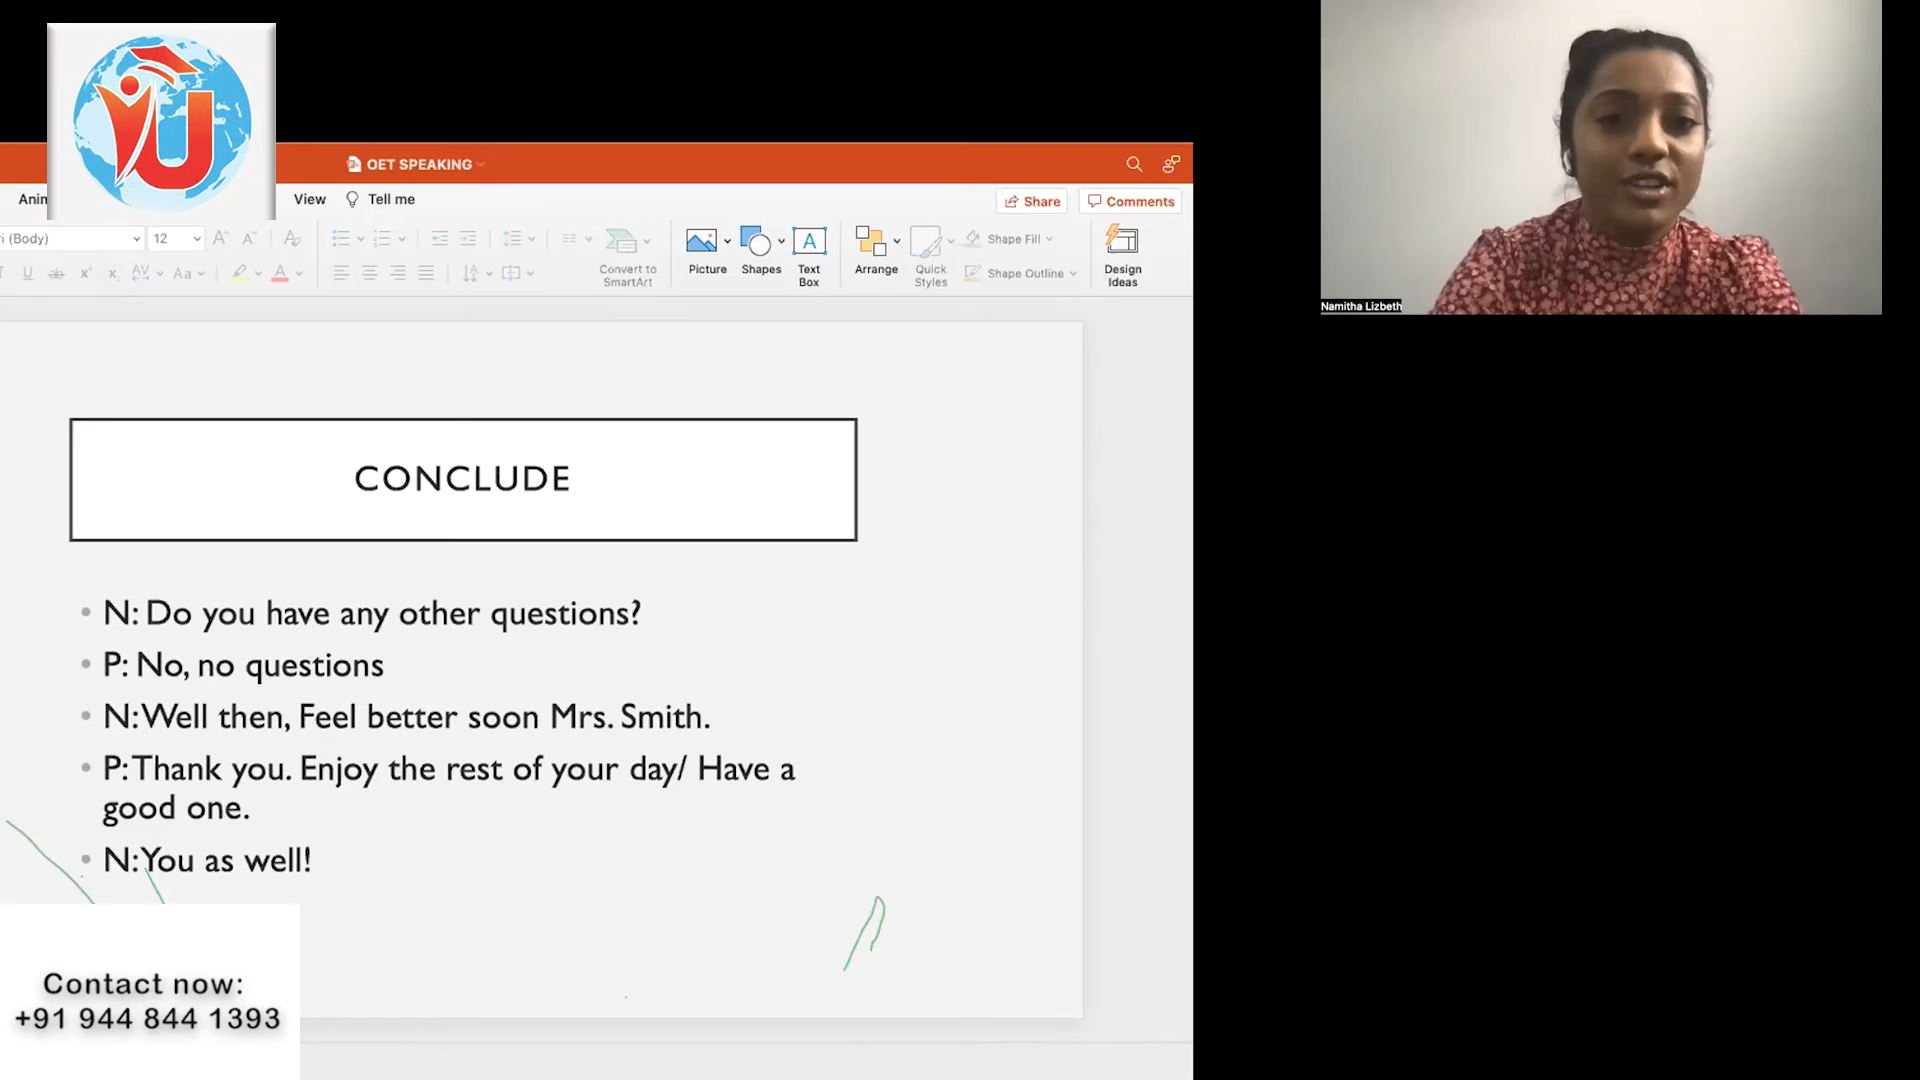 OET SPEAKING
View
Tell me
Share
Comments
(Body)
12
Aa
Convert to
SmartArt
Picture
Shapes
Text
Box
Arrange
Quick
Styles
Shape Fill
Shape Outline
Design
Ideas
Namitha Lizbeth
CONCLUDE
• N: Do you have any other questions?
• P: No, no questions
• N: Well then, Feel better soon Mrs. Smith.
• P: Thank you. Enjoy the rest of your day/ Have a
good one.
• N: You as well!
Contact now:
+91 944 844 1393